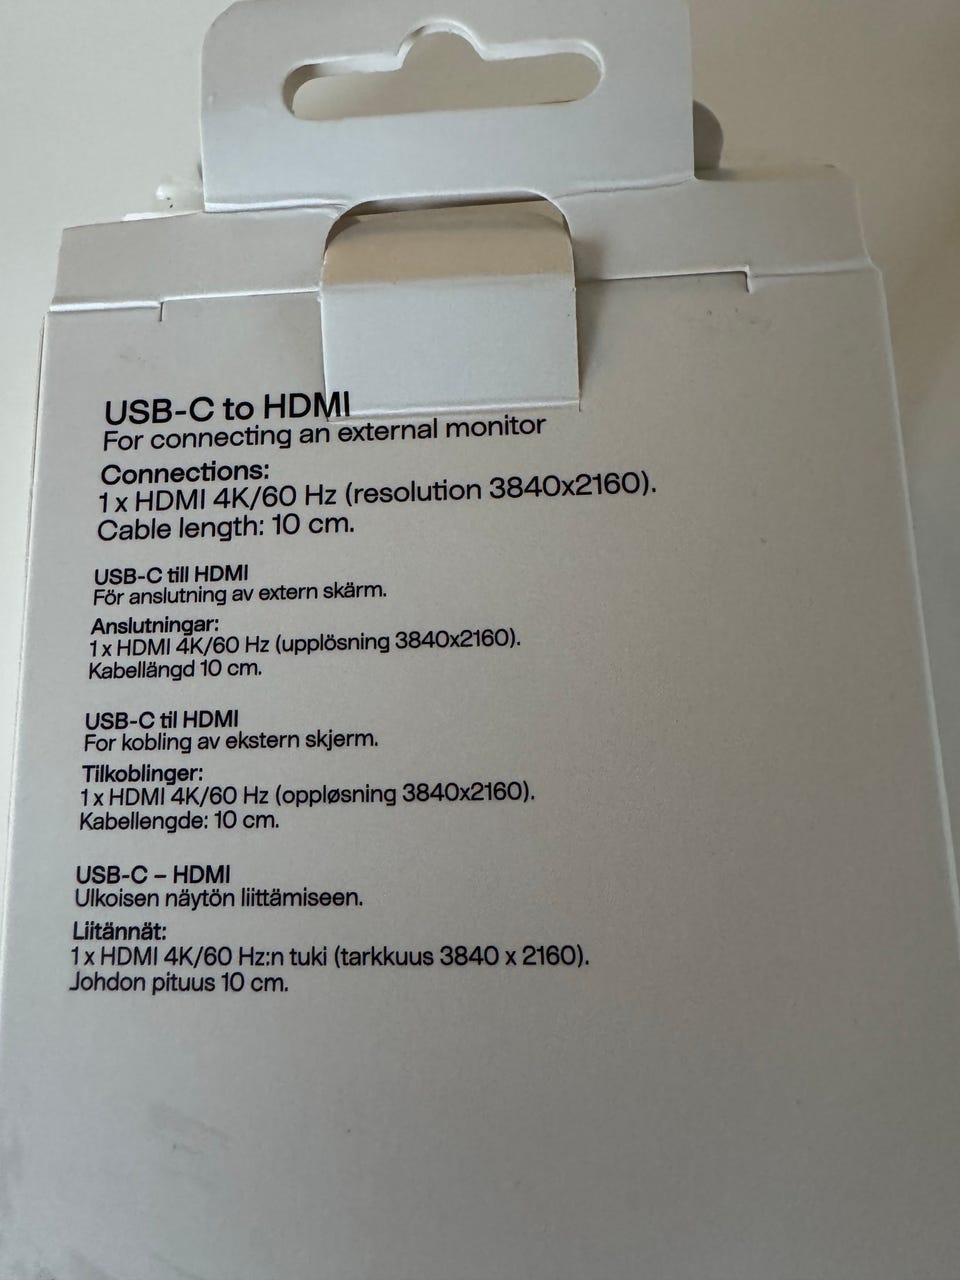 USB-C to HDMI
For connecting an external monitor
Connections:
1 x HDMI 4K/60 Hz (resolution 3840x2160).
Cable length: 10 cm.
USB-C till HDMI
För anslutning av extern skärm.
Anslutningar:
1 x HDMI 4K/60 Hz (upplösning 3840x2160).
Kabellängd 10 cm.
USB-C til HDMI
For kobling av ekstern skjerm.
Tilkoblinger:
1 x HDMI 4K/60 Hz (oppløsning 3840x2160).
Kabellengde: 10 cm.
USB-C – HDMI
Ulkoisen näytön liittämiseen.
Liitännät:
1 x HDMI 4K/60 Hz:n tuki (tarkkuus 3840 x 2160).
Johdon pituus 10 cm.